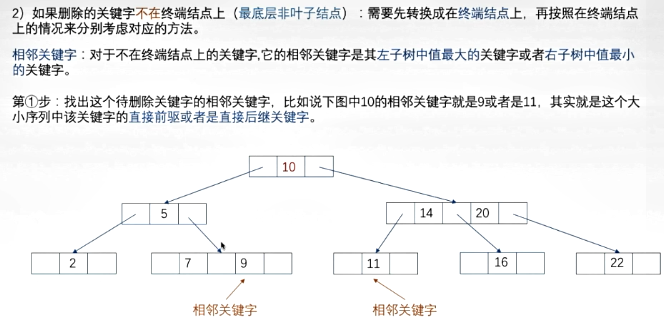 2）如果删除的关键字不在终端结点上（最底层非叶子结点）：需要先转换成在终端结点上，再按照在终端结点
上的情况来分别考虑对应的方法。
相邻关键字：对于不在终端结点上的关键字,它的相邻关键字是其左子树中值最大的关键字或者右子树中值最小
的关键字。
第①步：找出这个待删除关键字的相邻关键字，比如说下图中10的相邻关键字就是9或者是11，其实就是这个大
小序列中该关键字的直接前驱或者是直接后继关键字。
10
5
14 20
2
7 9
11
16
22
相邻关键字
相邻关键字